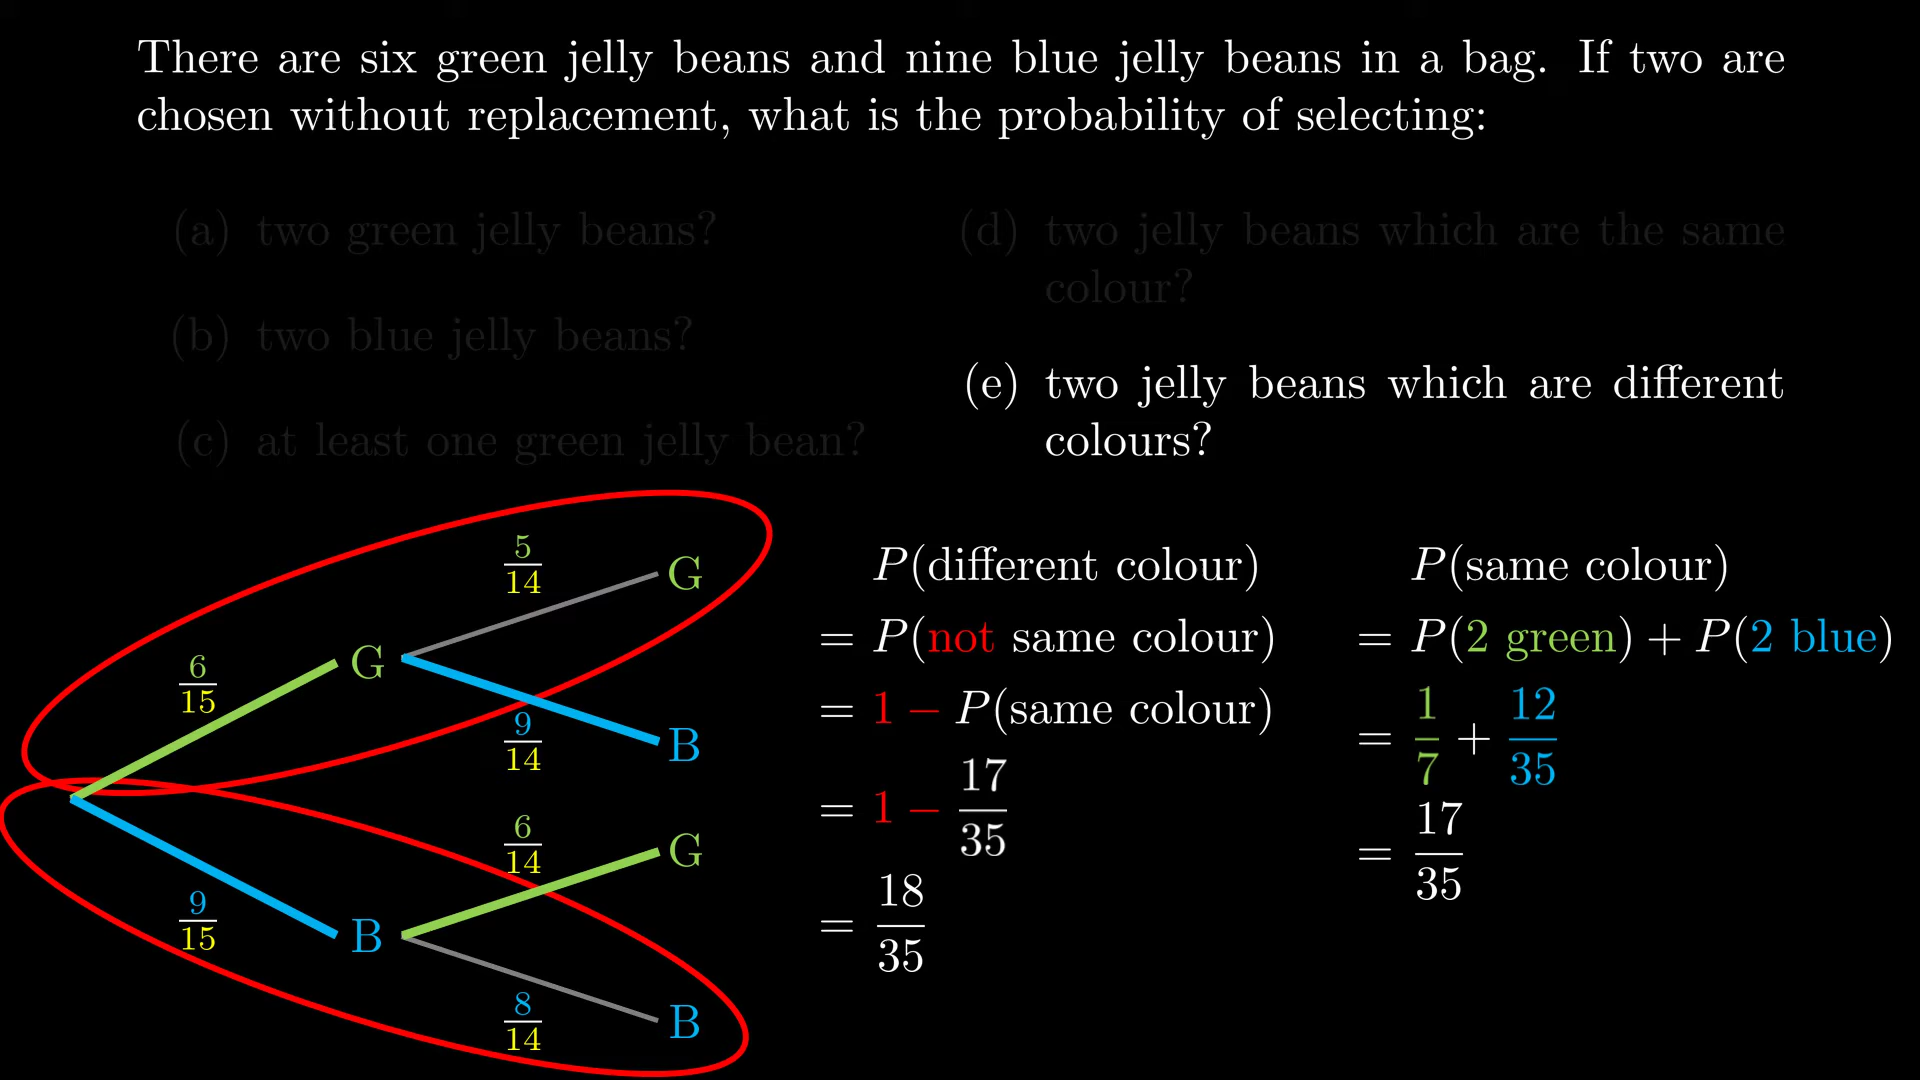 There are six green jelly beans and nine blue jelly beans in a bag. If two are
chosen without replacement, what is the probability of selecting:
(a) two green jelly beans?
(b) two blue jelly beans?
(c) at least one green jelly bean?
(d) two jelly beans which are the same
colour?
(e) two jelly beans which are different
colours?
6/15
G
5/14
G
9/14
B
9/15
B
6/14
G
8/14
B
P(different colour)
= P(not same colour)
= 1 − P(same colour)
= 1 − 17/35
= 18/35
P(same colour)
= P(2 green) + P(2 blue)
= 1/7 + 12/35
= 17/35